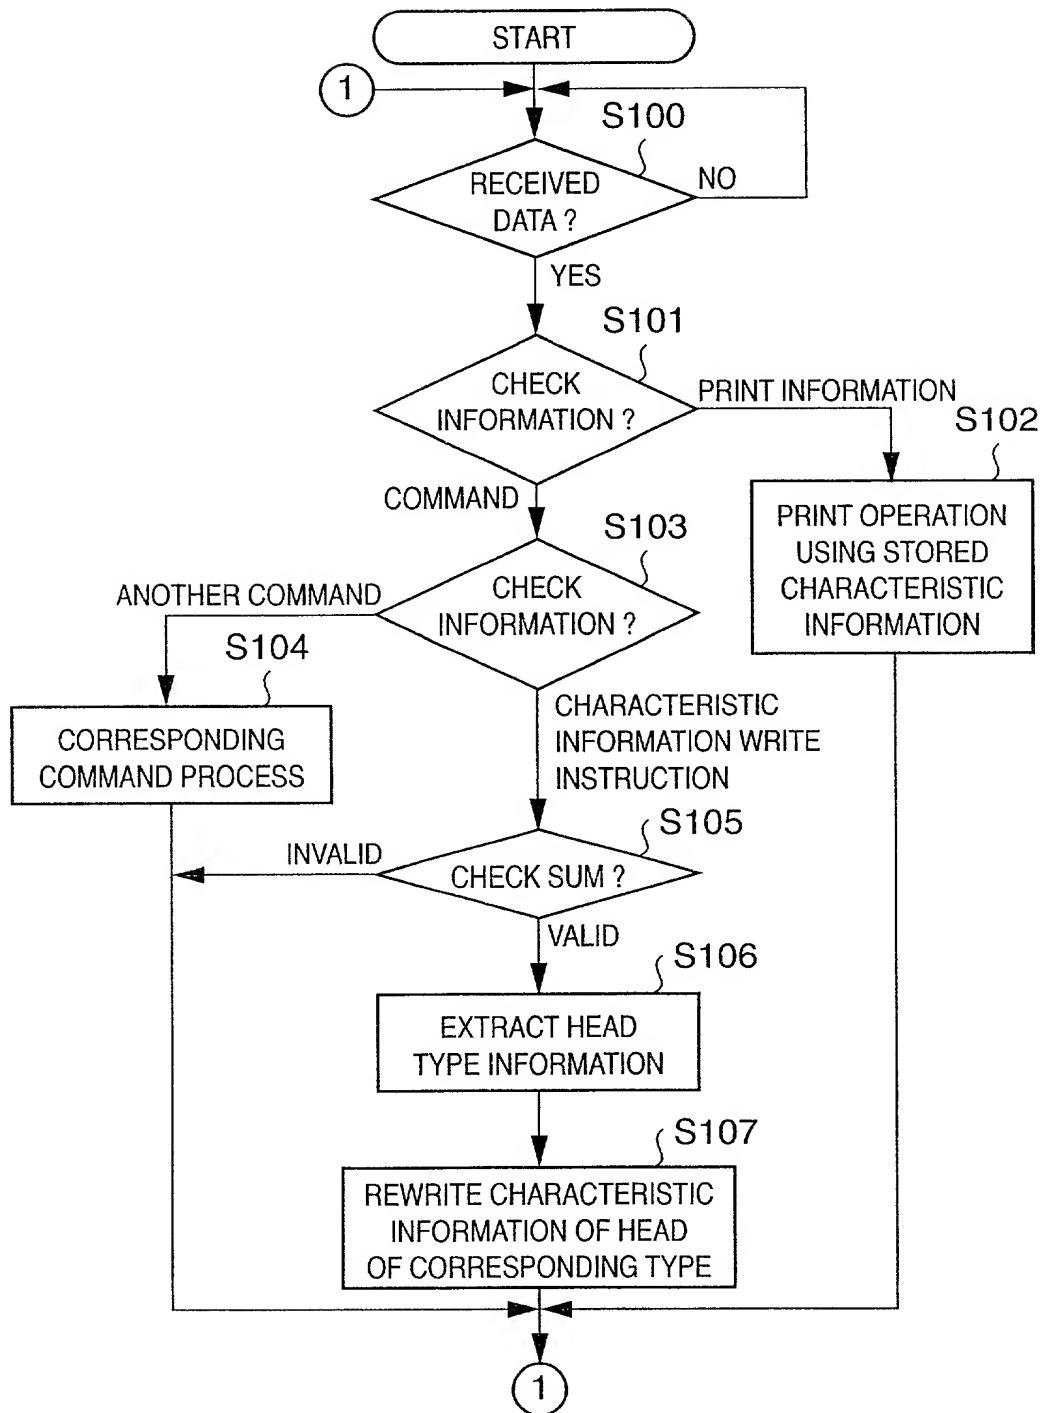 START
1
S100
RECEIVED
DATA ?
NO
YES
S101
CHECK
INFORMATION ?
PRINT INFORMATION
S102
PRINT OPERATION
USING STORED
CHARACTERISTIC
INFORMATION
COMMAND
S103
CHECK
INFORMATION ?
ANOTHER COMMAND
S104
CORRESPONDING
COMMAND PROCESS
CHARACTERISTIC
INFORMATION WRITE
INSTRUCTION
S105
CHECK SUM ?
INVALID
VALID
S106
EXTRACT HEAD
TYPE INFORMATION
S107
REWRITE CHARACTERISTIC
INFORMATION OF HEAD
OF CORRESPONDING TYPE
1